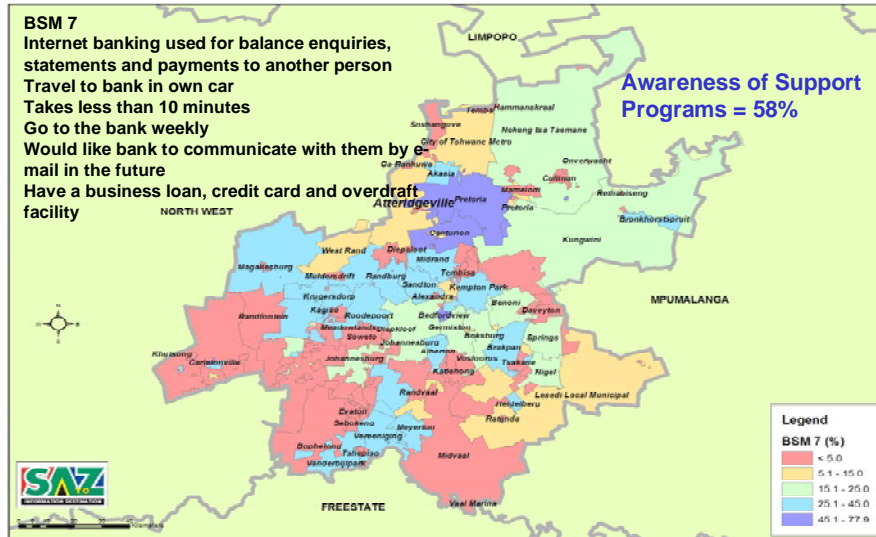 BSM 7
Internet banking used for balance enquiries,
statements and payments to another person
Travel to bank in own car
Takes less than 10 minutes
Go to the bank weekly
Would like bank to communicate with them by e-
mail in the future
Have a business loan, credit card and overdraft
facility
Awareness of Support
Programs = 58%
LIMPOPO
Temba
Hammanskraal
Soshanguve
Nokeng tsa Taemane
City of Tshwane Metro
Onverwacht
Ga-Rankuwa
Akasia
Cullinan
Mamelodi
Rethabiseng
Atteridgeville
Pretoria
Pretoria
NORTH WEST
Bronkhorstspruit
Centurion
Kungwini
West Rand
Diepsloot
Midrand
Magaliesburg
Muldersdrift
Randburg
Tembisa
Sandton
Kempton Park
MPUMALANGA
Krugersdorp
Alexandra
Benoni
Randfontein
Kagiso
Roodepoort
Bedfordview
Daveyton
Meadowlands
Diepkloof
Germiston
Boksburg
Springs
Soweto
Johannesburg
Brakpan
Khutsong
Alberton
Vosloorus
Tsakane
Carletonville
Johannesburg
Katlehong
Nigel
Randvaal
Lesedi Local Municipal
Heidelberg
Evaton
Ratanda
Sebokeng
Meyerton
Vereeniging
Bophelong
Tshepiso
Midvaal
Vanderbijlpark
Vaal Marina
FREESTATE
Legend
BSM 7 (%)
< 5.0
5.1 - 15.0
15.1 - 25.0
25.1 - 45.0
45.1 - 77.9
INFORMATION DESTINATION
Kilometers